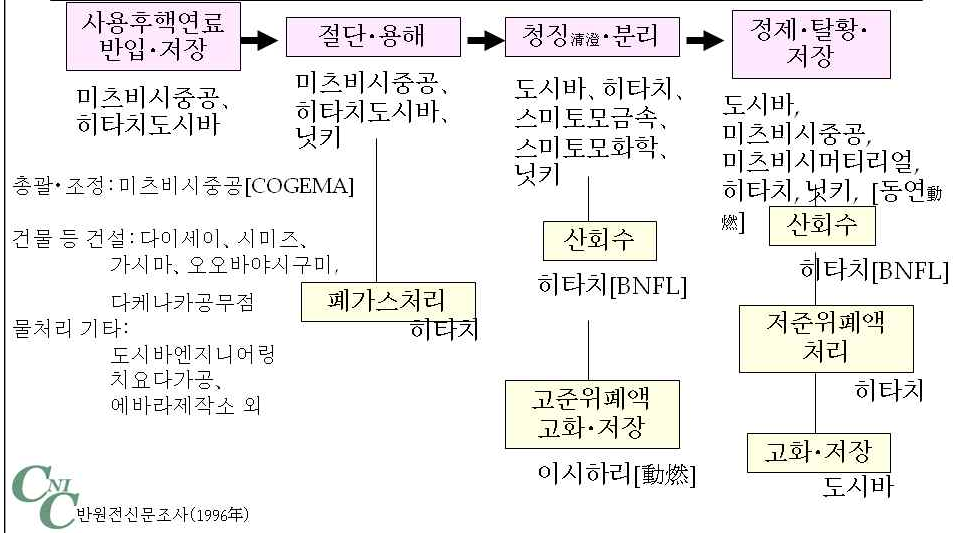 사용후핵연료
반입·저장
절단·용해
청징清澄·분리
정제·탈황·
저장
미츠비시중공、
히타치도시바
미츠비시중공、
히타치도시바、
닛키
도시바、히타치、
스미토모금속、
스미토모화학、
닛키
도시바,
미츠비시중공,
미츠비시머티리얼,
히타치, 닛키, [동연動
燃]
총괄·조정: 미츠비시중공[COGEMA]
건물 등 건설: 다이세이、시미즈、
가시마、오오바야시구미,
다케나카공무점
물처리 기타:
도시바엔지니어링
치요다가공、
에바라제작소 외
폐가스처리
히타치
산회수
히타치[BNFL]
고준위폐액
고화·저장
이시하리[動燃]
산회수
히타치[BNFL]
저준위폐액
처리
히타치
고화·저장
도시바
CNIC
반원전신문조사(1996年)